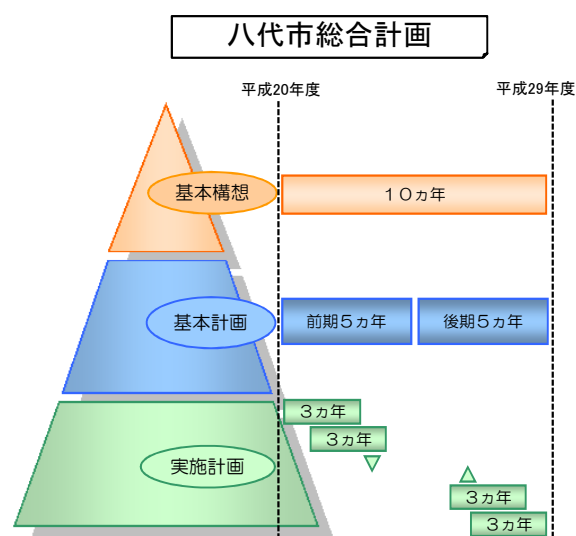 八代市総合計画
平成20年度
平成29年度
基本構想
１０ヵ年
基本計画
前期５ヵ年
後期５ヵ年
実施計画
３ヵ年
３ヵ年
３ヵ年
３ヵ年